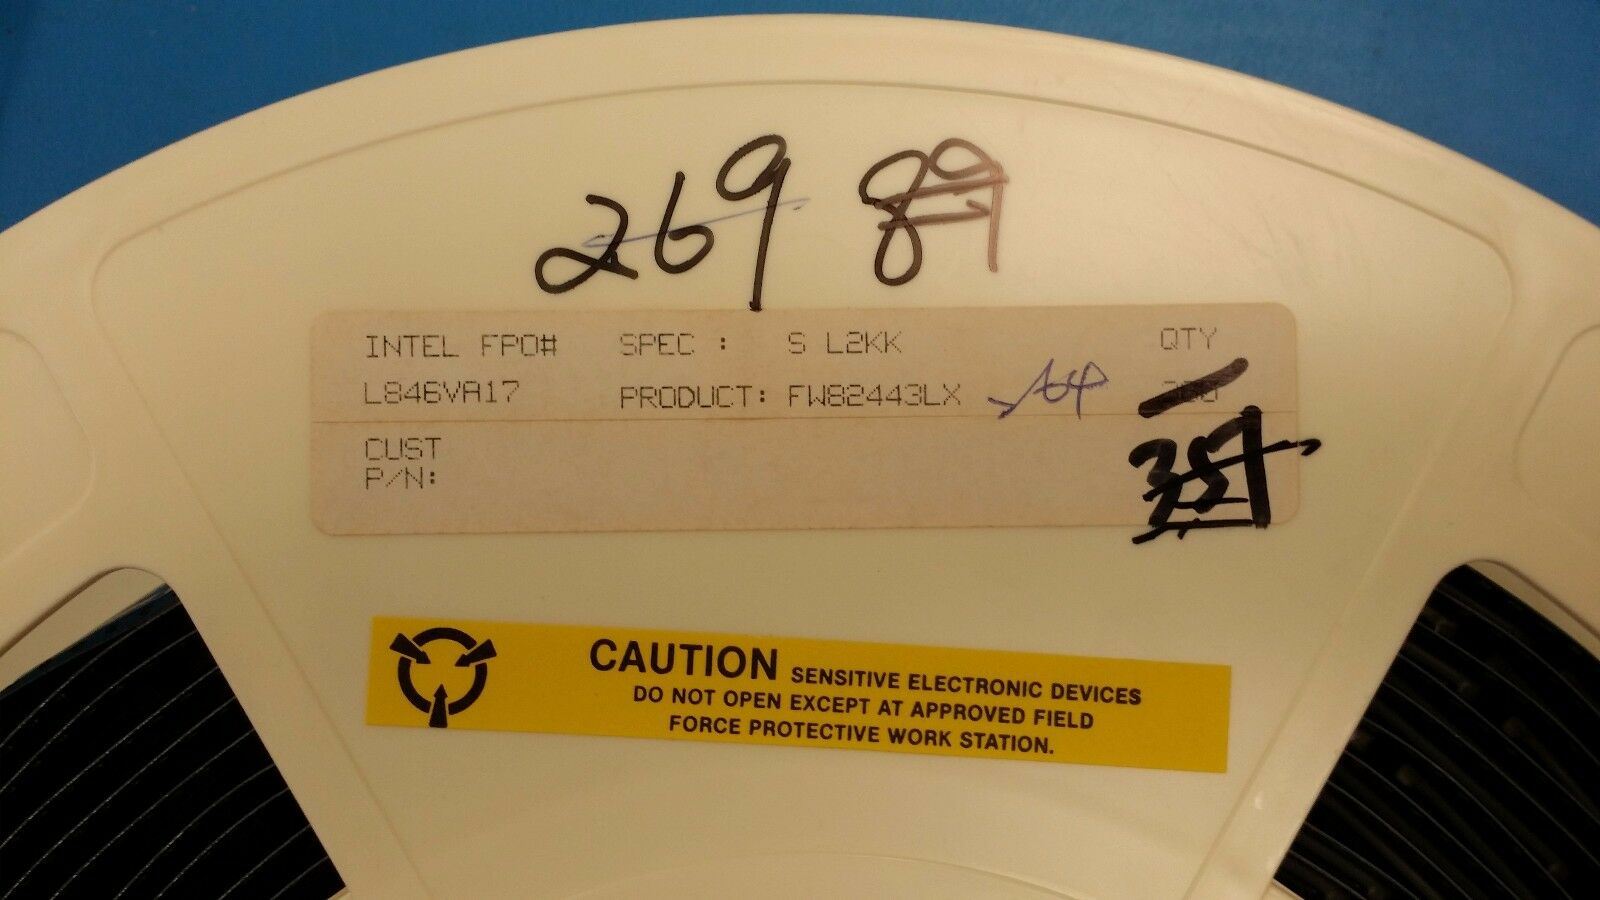 269 89
INTEL FPO# SPEC : S L2KK QTY
L846VA17 PRODUCT: FW82443LX
357
CUST
P/N:
CAUTION SENSITIVE ELECTRONIC DEVICES
DO NOT OPEN EXCEPT AT APPROVED FIELD
FORCE PROTECTIVE WORK STATION.